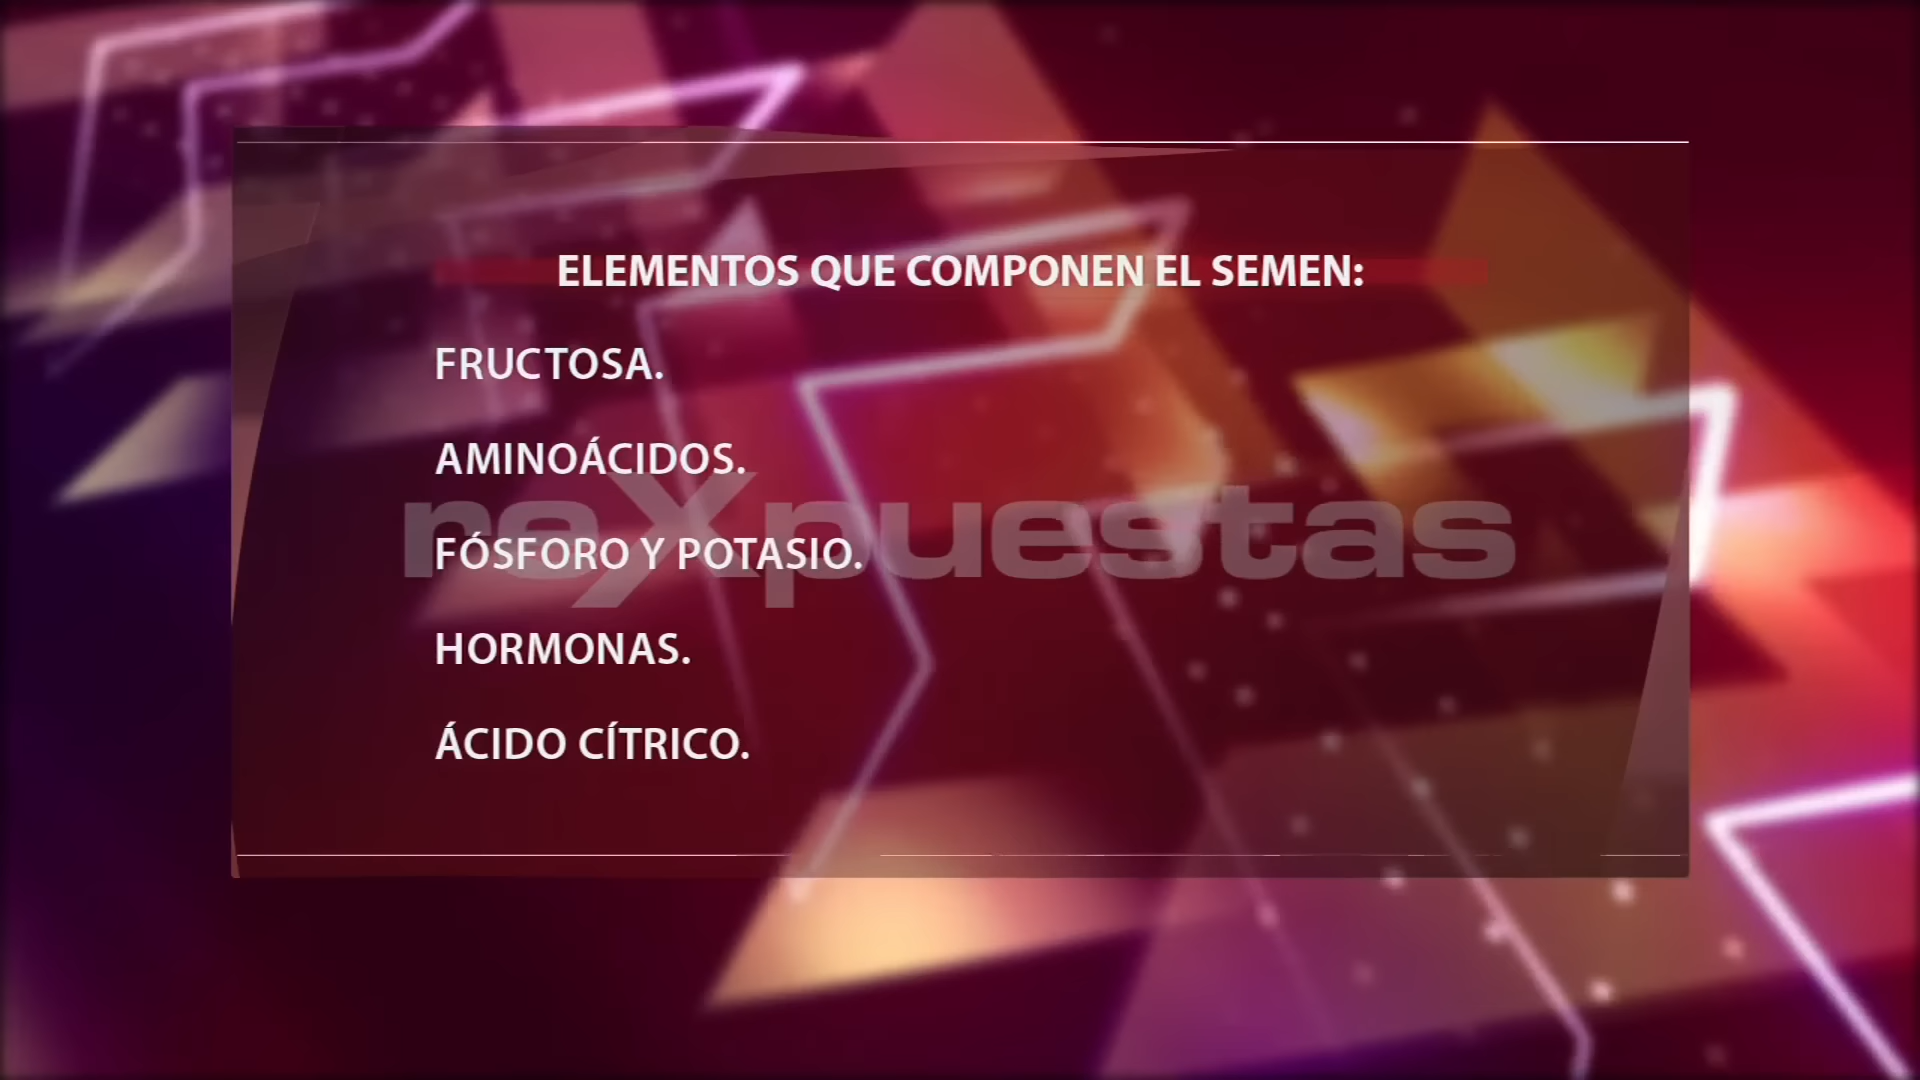 ELEMENTOS QUE COMPONEN EL SEMEN:
FRUCTOSA.
AMINOÁCIDOS.
reXpuestas
FÓSFORO Y POTASIO.
HORMONAS.
ÁCIDO CÍTRICO.